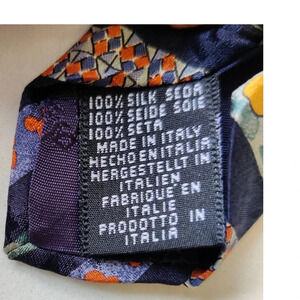 100% SILK SEDA
100% SEIDE SOIE
100% SETA
MADE IN ITALY
HECHO EN ITALIA
HERGESTELLT IN
ITALIEN
FABRIQUE EN
ITALIE
PRODOTTO IN
ITALIA